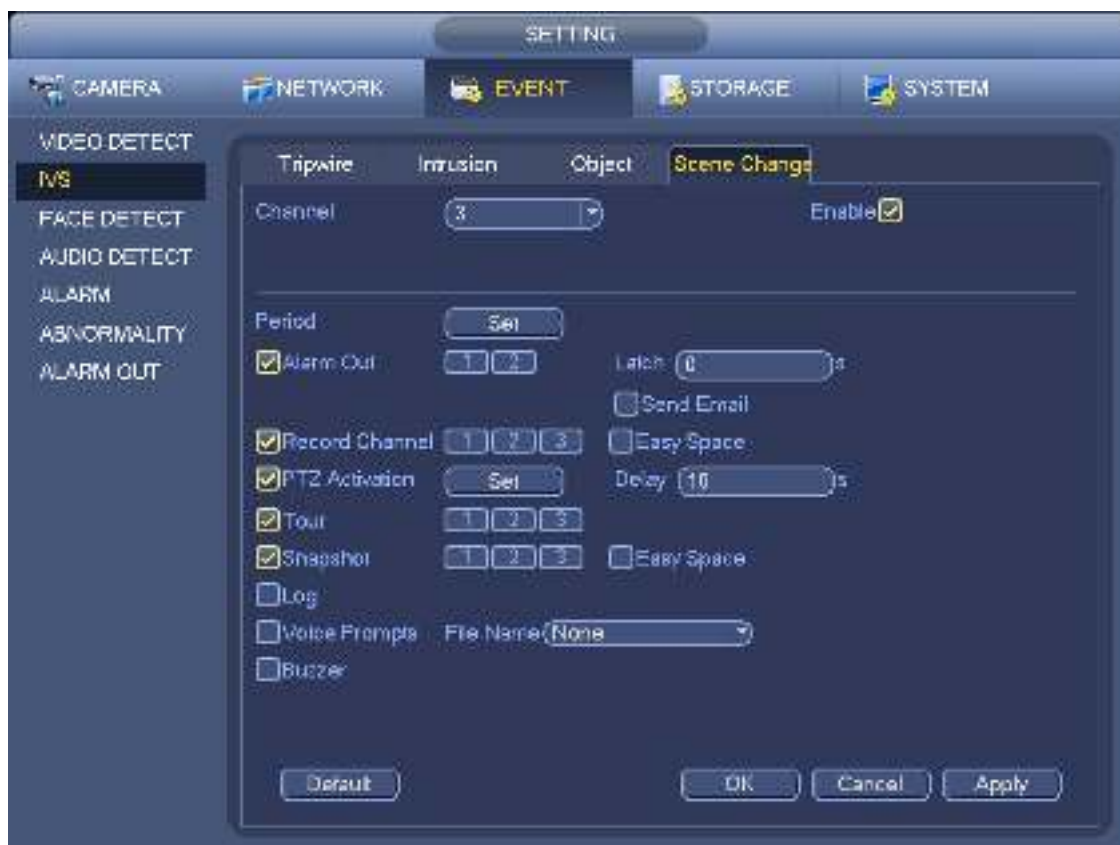 SETTING
CAMERA NETWORK EVENT STORAGE SYSTEM
VIDEO DETECT
IVS
FACE DETECT
AUDIO DETECT
ALARM
ABNORMALITY
ALARM OUT
Tripwire Intrusion Object Scene Change
Channel 3 Enable
Period Set
Alarm Out 1 2 Latch 0 s
Send Email
Record Channel 1 2 3 Easy Space
PTZ Activation Set Delay 10 s
Tour 1 2 3
Snapshot 1 2 3 Easy Space
Log
Voice Prompts File Name None
Buzzer
Default OK Cancel Apply